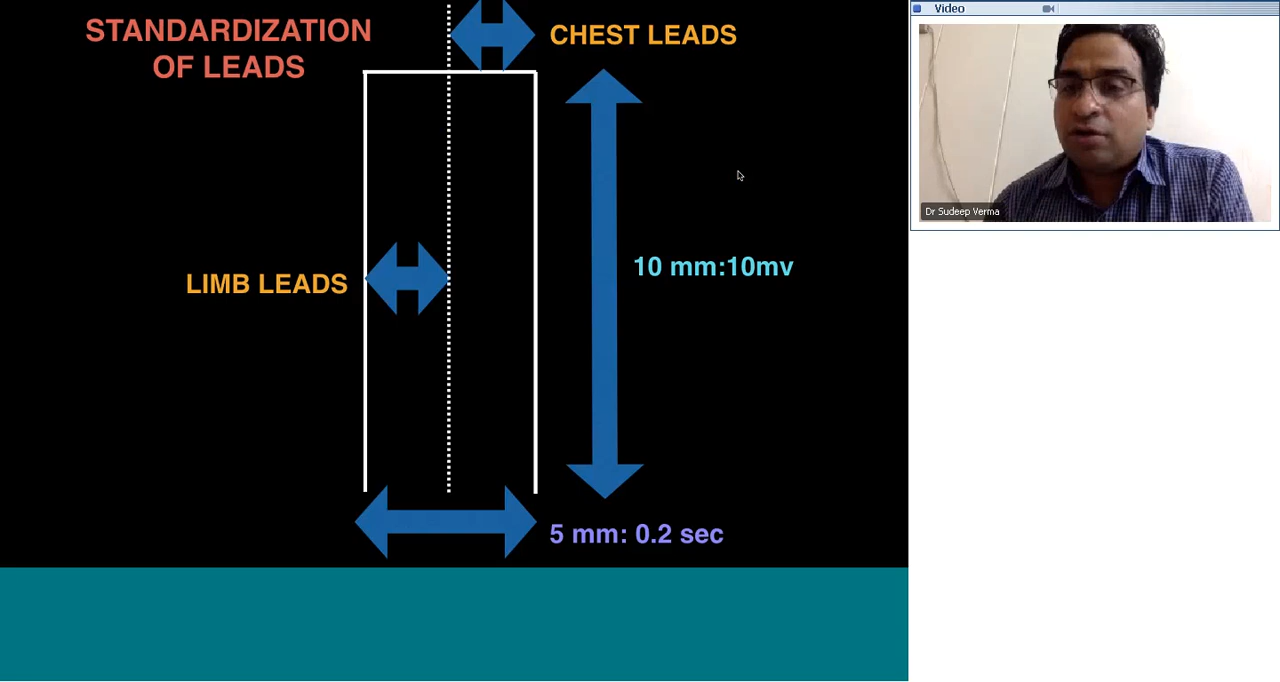 STANDARDIZATION
OF LEADS
CHEST LEADS
LIMB LEADS
10 mm:10mv
5 mm: 0.2 sec
Video
Dr Sudeep Verma